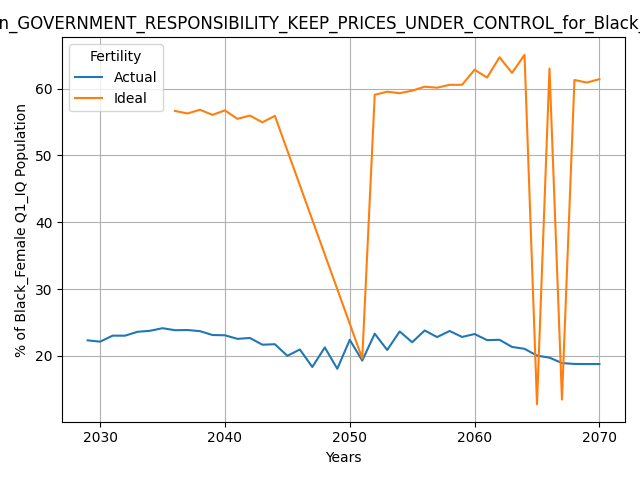 n_GOVERNMENT_RESPONSIBILITY_KEEP_PRICES_UNDER_CONTROL_for_Black_
Fertility
Actual
Ideal
% of Black_Female Q1_IQ Population
60
50
40
30
20
2030 2040 2050 2060 2070
Years